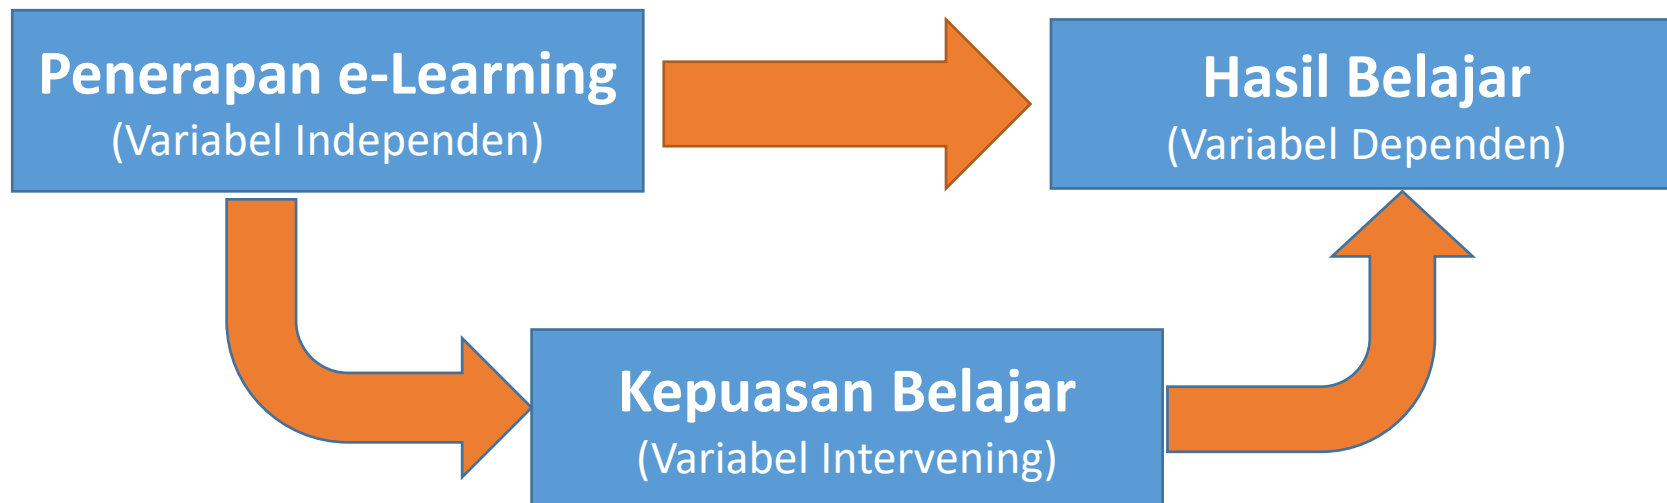 Penerapan e-Learning
(Variabel Independen)
Hasil Belajar
(Variabel Dependen)
Kepuasan Belajar
(Variabel Intervening)